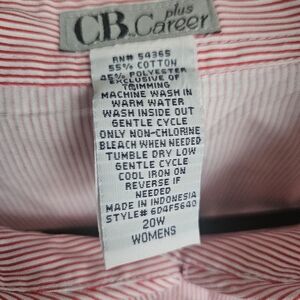 CB. plus Career
RN# 54365
55% COTTON
45% POLYESTER
EXCLUSIVE OF
TRIMMING
MACHINE WASH IN
WARM WATER
WASH INSIDE OUT
GENTLE CYCLE
ONLY NON-CHLORINE
BLEACH WHEN NEEDED
TUMBLE DRY LOW
GENTLE CYCLE
COOL IRON ON
REVERSE IF
NEEDED
MADE IN INDONESIA
STYLE# 6D4F5640
20W
WOMENS